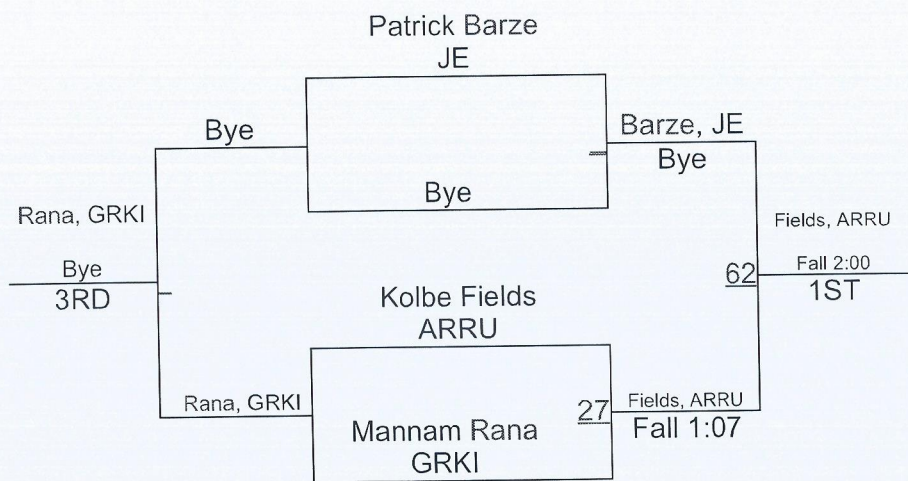 Patrick Barze
JE
Bye
Barze, JE
Bye
Bye
Rana, GRKI
Fields, ARRU
Bye
3RD
62
Fall 2:00
1ST
Kolbe Fields
ARRU
Rana, GRKI
27
Fields, ARRU
Fall 1:07
Mannam Rana
GRKI